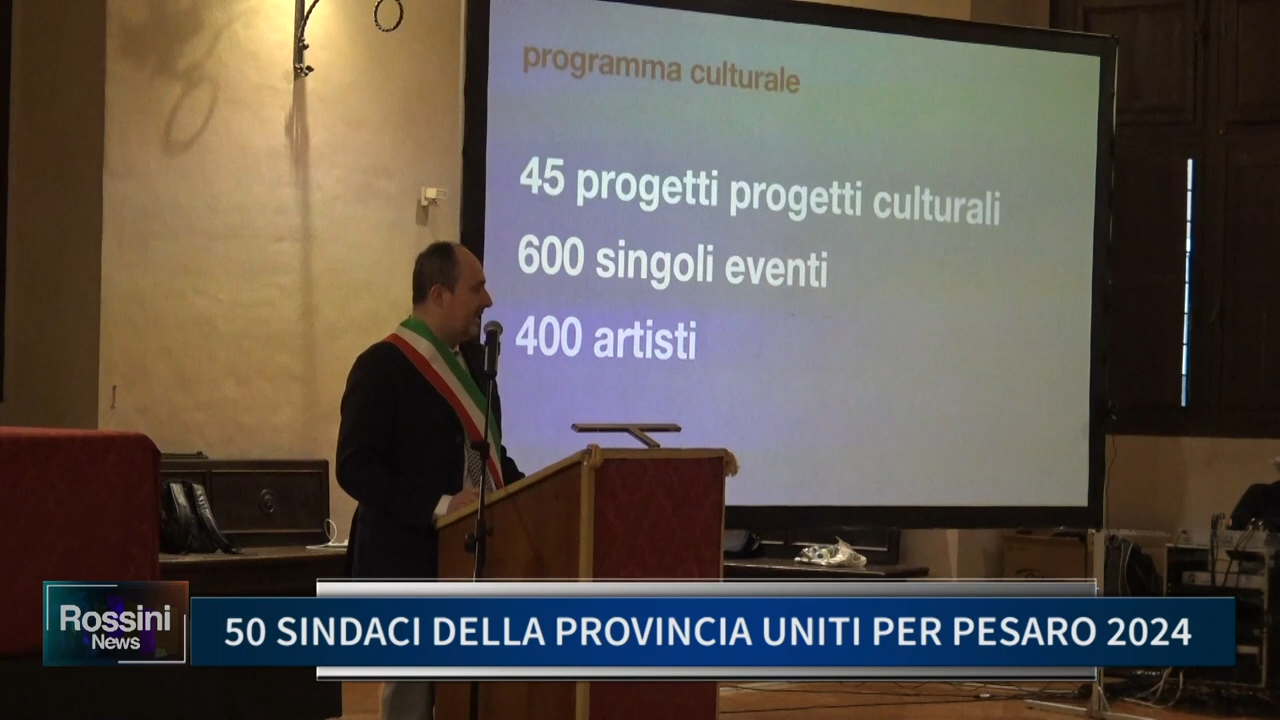 programma culturale
45 progetti progetti culturali
600 singoli eventi
400 artisti
Rossini
News
50 SINDACI DELLA PROVINCIA UNITI PER PESARO 2024